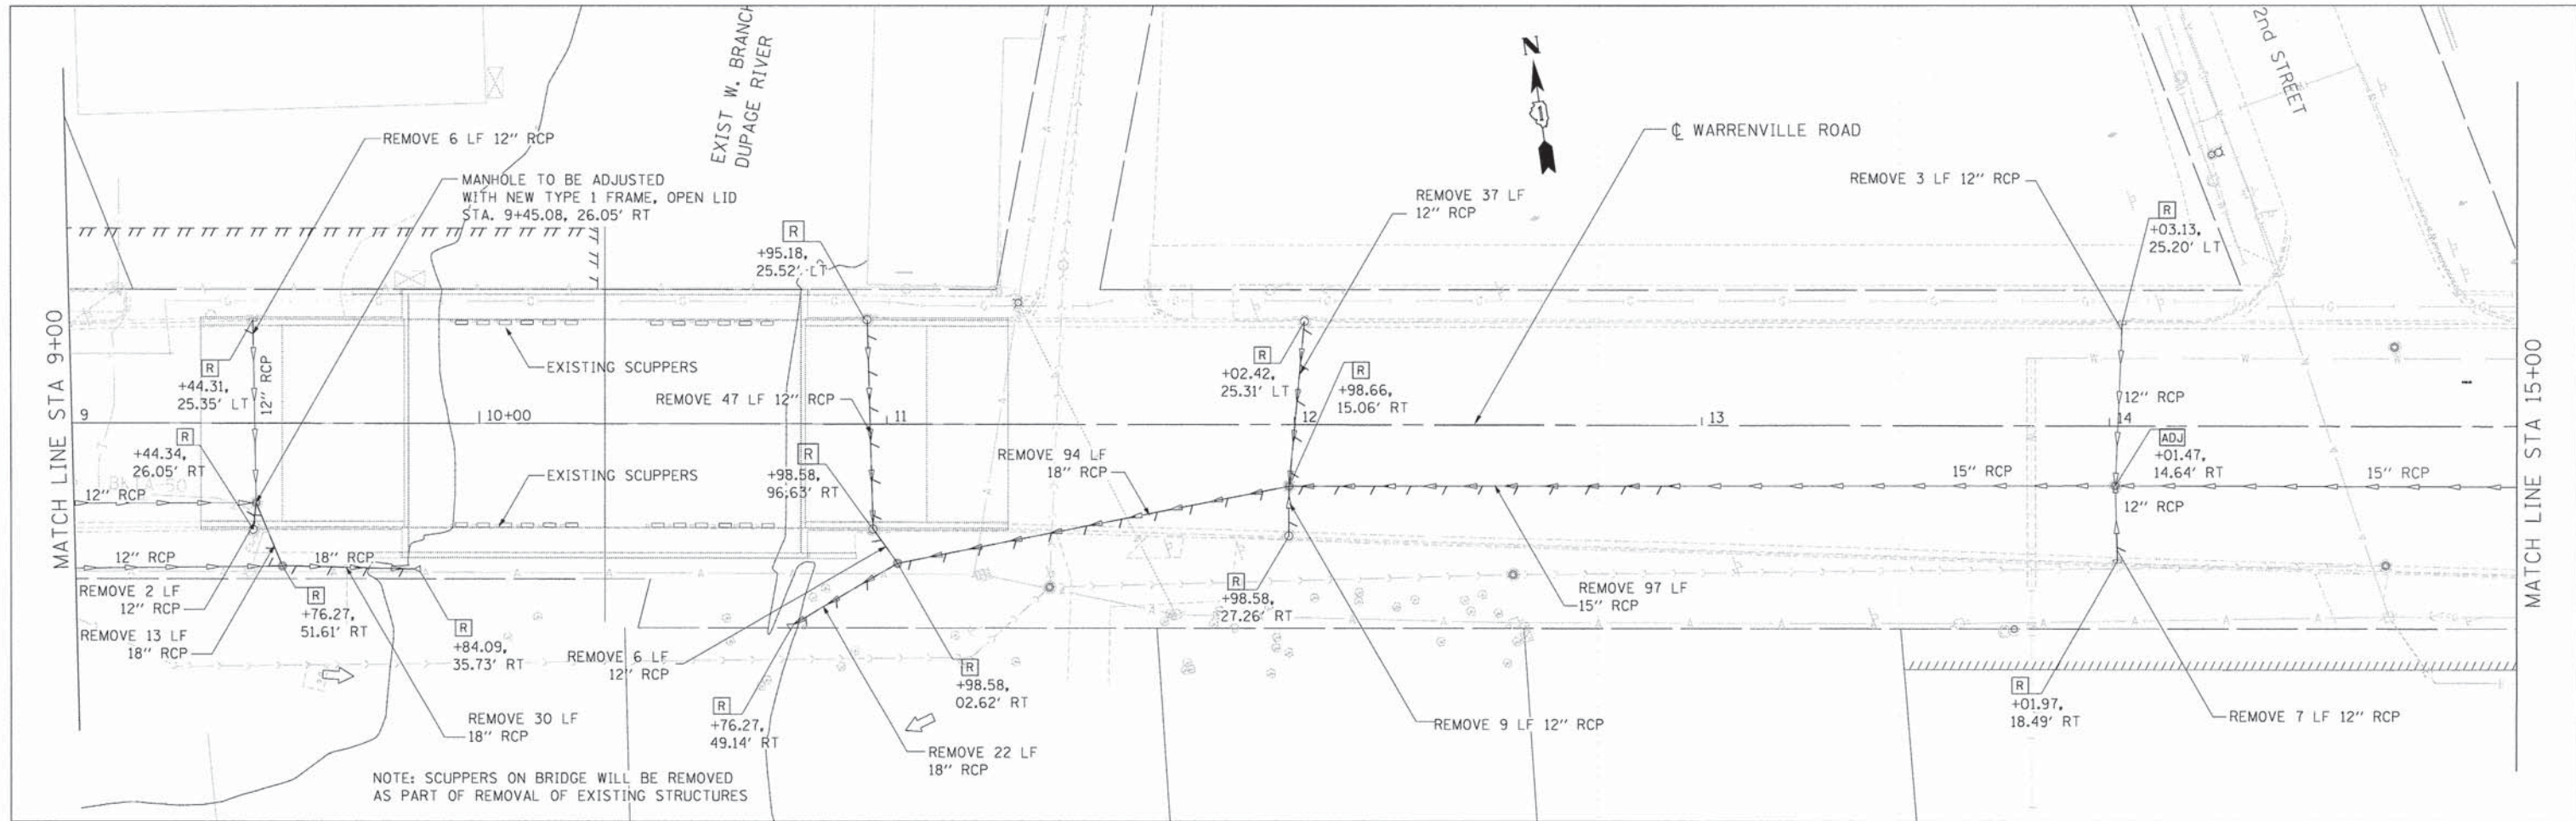 EXIST W. BRANCH
DUPAGE RIVER
N
1
2nd STREET
℄ WARRENVILLE ROAD
REMOVE 6 LF 12" RCP
MANHOLE TO BE ADJUSTED
WITH NEW TYPE 1 FRAME, OPEN LID
STA. 9+45.08, 26.05' RT
REMOVE 37 LF
12" RCP
REMOVE 3 LF 12" RCP
R
+03.13,
25.20' LT
R
+95.18,
25.52' LT
MATCH LINE STA 9+00
R
+44.31,
25.35' LT
12" RCP
EXISTING SCUPPERS
REMOVE 47 LF 12" RCP
R
+02.42,
25.31' LT
R
+98.66,
15.06' RT
12" RCP
MATCH LINE STA 15+00
9
10+00
11
12
13
14
R
+44.34,
26.05' RT
12" RCP
EXISTING SCUPPERS
R
+98.58,
96.63' RT
REMOVE 94 LF
18" RCP
15" RCP
ADJ
+01.47,
14.64' RT
15" RCP
12" RCP
12" RCP
18" RCP
REMOVE 2 LF
12" RCP
REMOVE 13 LF
18" RCP
R
+76.27,
51.61' RT
R
+84.09,
35.73' RT
REMOVE 6 LF
12" RCP
R
+98.58,
27.26' RT
REMOVE 97 LF
15" RCP
R
+98.58,
02.62' RT
R
+76.27,
49.14' RT
R
+01.97,
18.49' RT
REMOVE 7 LF 12" RCP
REMOVE 9 LF 12" RCP
REMOVE 30 LF
18" RCP
REMOVE 22 LF
18" RCP
NOTE: SCUPPERS ON BRIDGE WILL BE REMOVED
AS PART OF REMOVAL OF EXISTING STRUCTURES